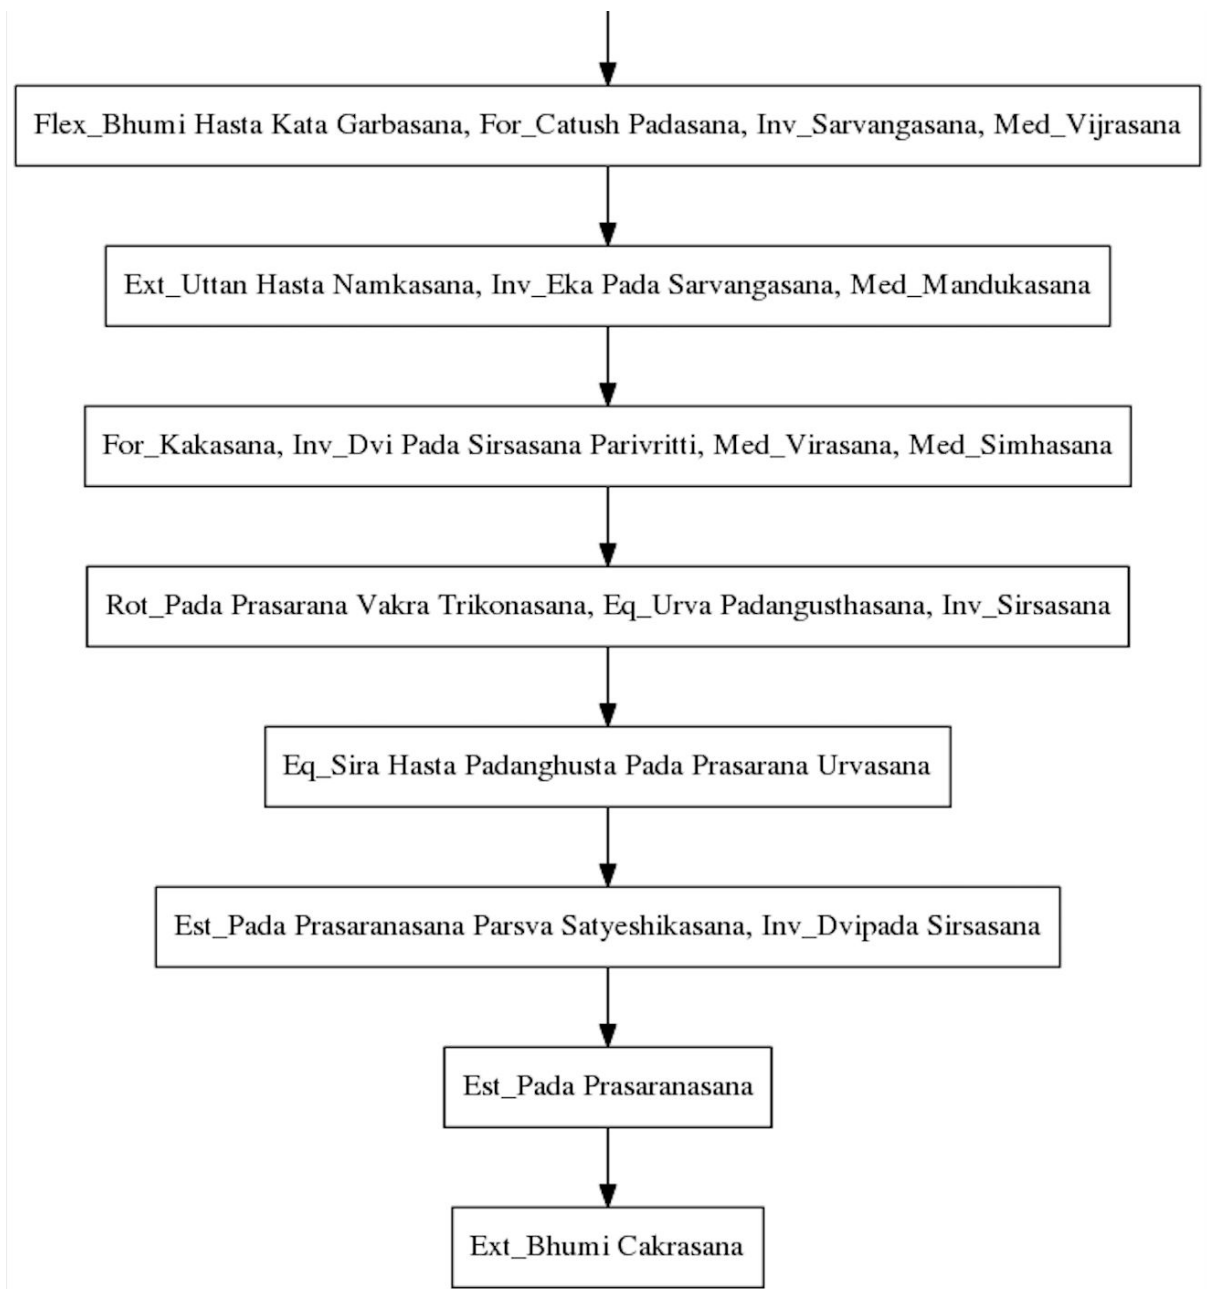 Flex_Bhumi Hasta Kata Garbasana, For_Catush Padasana, Inv_Sarvangasana, Med_Vijrasana
Ext_Uttan Hasta Namkasana, Inv_Eka Pada Sarvangasana, Med_Mandukasana
For_Kakasana, Inv_Dvi Pada Sirsasana Parivritti, Med_Virasana, Med_Simhasana
Rot_Pada Prasarana Vakra Trikonasana, Eq_Urva Padangusthasana, Inv_Sirsasana
Eq_Sira Hasta Padanghusta Pada Prasarana Urvasana
Est_Pada Prasaranasana Parsva Satyeshikasana, Inv_Dvipada Sirsasana
Est_Pada Prasaranasana
Ext_Bhumi Cakrasana